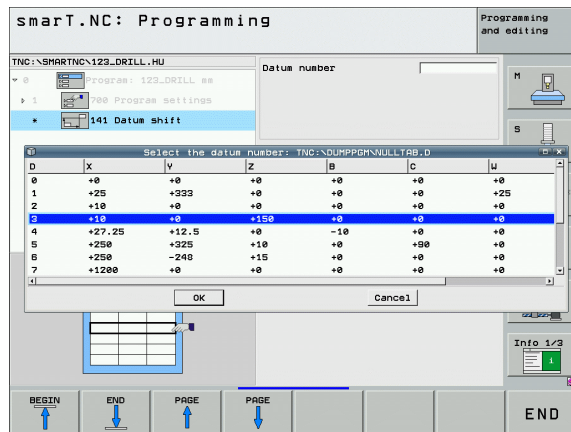 smarT.NC: Programming
Programming
and editing
TNC:\SMARTNC\123_DRILL.HU
0 Program: 123_DRILL mm
1 700 Program settings
* 141 Datum shift
Datum number
M
S
Select the datum number: TNC:\DUMPPGM\NULLTAB.D
D X Y Z B C W
0 +0 +0 +0 +0 +0 +0
1 +25 +333 +0 +0 +0 +25
2 +10 +0 +0 +0 +0 +0
3 +10 +0 +150 +0 +0 +0
4 +27.25 +12.5 +0 -10 +0 +0
5 +250 +325 +10 +0 +90 +0
6 +250 -248 +15 +0 +0 +0
7 +1200 +0 +0 +0 +0 +0
OK Cancel
Info 1/3
i
BEGIN END PAGE PAGE END